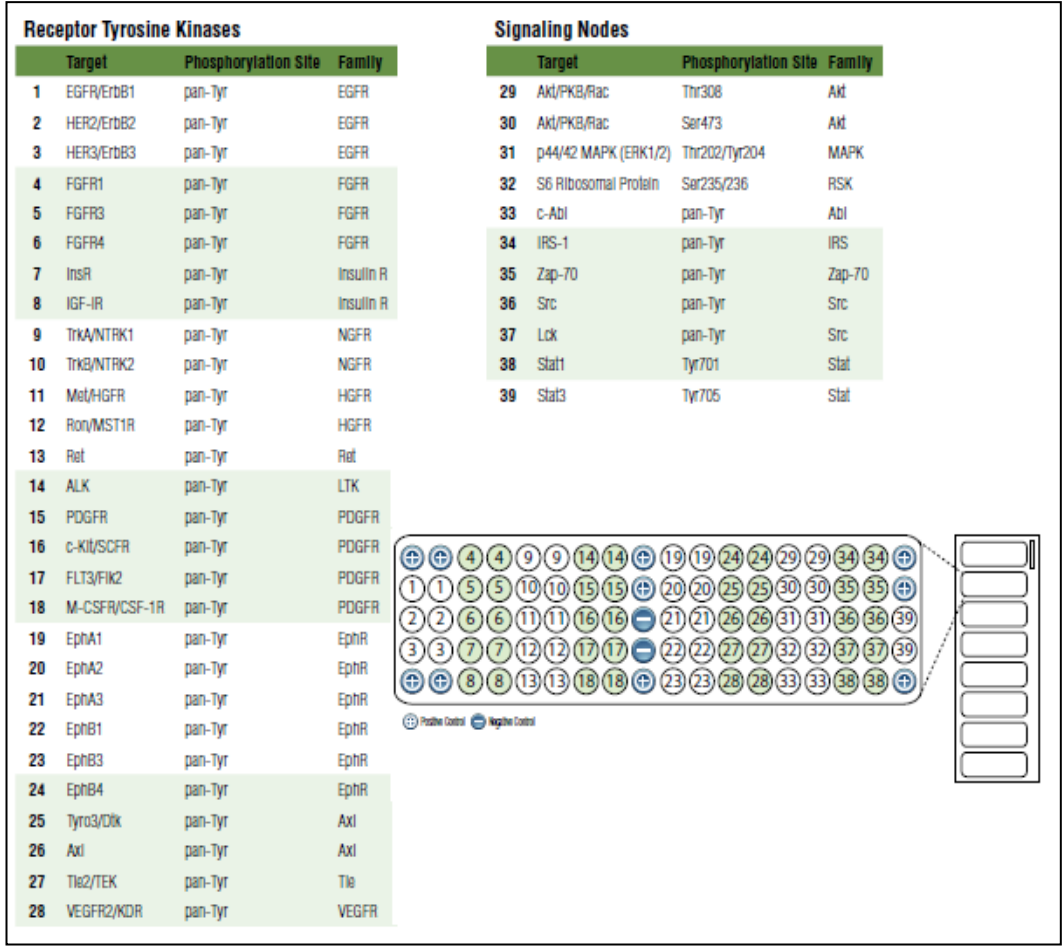 Receptor Tyrosine Kinases
Target Phosphorylation Site Family
1 EGFR/ErbB1 pan-Tyr EGFR
2 HER2/ErbB2 pan-Tyr EGFR
3 HER3/ErbB3 pan-Tyr EGFR
4 FGFR1 pan-Tyr FGFR
5 FGFR3 pan-Tyr FGFR
6 FGFR4 pan-Tyr FGFR
7 InsR pan-Tyr Insulin R
8 IGF-IR pan-Tyr Insulin R
9 TrkA/NTRK1 pan-Tyr NGFR
10 TrkB/NTRK2 pan-Tyr NGFR
11 Met/HGFR pan-Tyr HGFR
12 Ron/MST1R pan-Tyr HGFR
13 Ret pan-Tyr Ret
14 ALK pan-Tyr LTK
15 PDGFR pan-Tyr PDGFR
16 c-Kit/SCFR pan-Tyr PDGFR
17 FLT3/Flk2 pan-Tyr PDGFR
18 M-CSFR/CSF-1R pan-Tyr PDGFR
19 EphA1 pan-Tyr EphR
20 EphA2 pan-Tyr EphR
21 EphA3 pan-Tyr EphR
22 EphB1 pan-Tyr EphR
23 EphB3 pan-Tyr EphR
24 EphB4 pan-Tyr EphR
25 Tyro3/Dtk pan-Tyr Axl
26 Axl pan-Tyr Axl
27 Tie2/TEK pan-Tyr Tie
28 VEGFR2/KDR pan-Tyr VEGFR
Signaling Nodes
Target Phosphorylation Site Family
29 Akt/PKB/Rac Thr308 Akt
30 Akt/PKB/Rac Ser473 Akt
31 p44/42 MAPK (ERK1/2) Thr202/Tyr204 MAPK
32 S6 Ribosomal Protein Ser235/236 RSK
33 c-Abl pan-Tyr Abl
34 IRS-1 pan-Tyr IRS
35 Zap-70 pan-Tyr Zap-70
36 Src pan-Tyr Src
37 Lck pan-Tyr Src
38 Stat1 Tyr701 Stat
39 Stat3 Tyr705 Stat
+ + 4 4 9 9 14 14 + 19 19 24 24 29 29 34 34 +
1 1 5 5 10 10 15 15 + 20 20 25 25 30 30 35 35 +
2 2 6 6 11 11 16 16 − 21 21 26 26 31 31 36 36 39
3 3 7 7 12 12 17 17 − 22 22 27 27 32 32 37 37 39
+ + 8 8 13 13 18 18 + 23 23 28 28 33 33 38 38 +
+ Positive Control − Negative Control